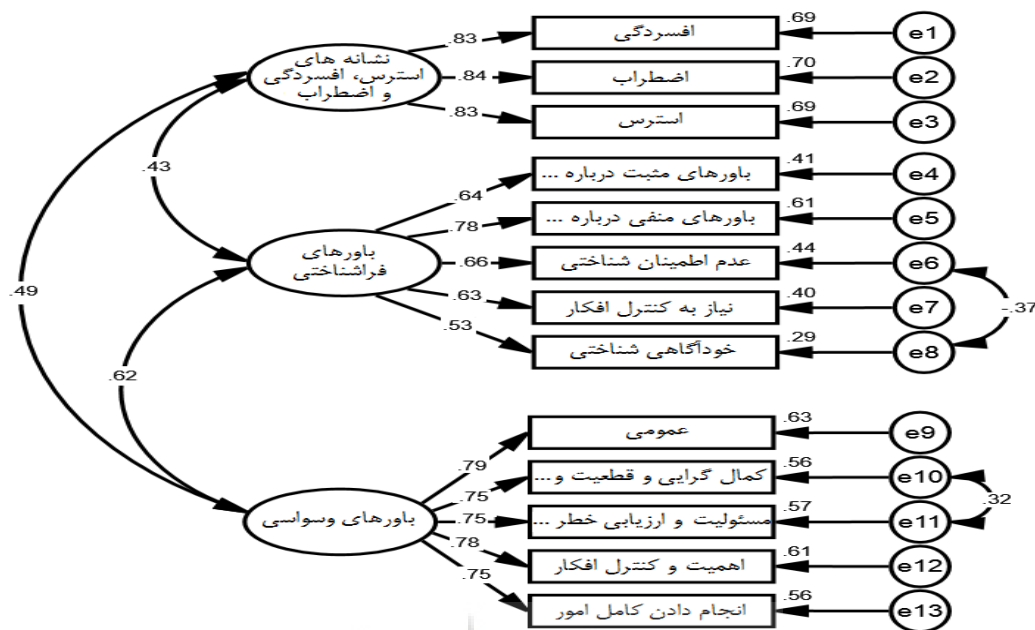 .69
افسردگی
e1
.83
نشانه های
استرس، افسردگی
و اضطراب
.70
اضطراب
e2
.84
.69
استرس
e3
.83
.43
.41
باورهای مثبت درباره ...
e4
.64
.61
باورهای منفی درباره ...
e5
.78
باورهای
فراشناختی
.44
عدم اطمینان شناختی
e6
.66
.49
.40
نیاز به کنترل افکار
e7
.63
-.37
.29
خودآگاهی شناختی
e8
.53
.62
.63
عمومی
e9
.79
.56
کمال گرایی و قطعیت و ...
e10
.75
.32
باورهای وسواسی
.57
مسئولیت و ارزیابی خطر ...
e11
.75
.61
اهمیت و کنترل افکار
e12
.78
.56
انجام دادن کامل امور
e13
.75